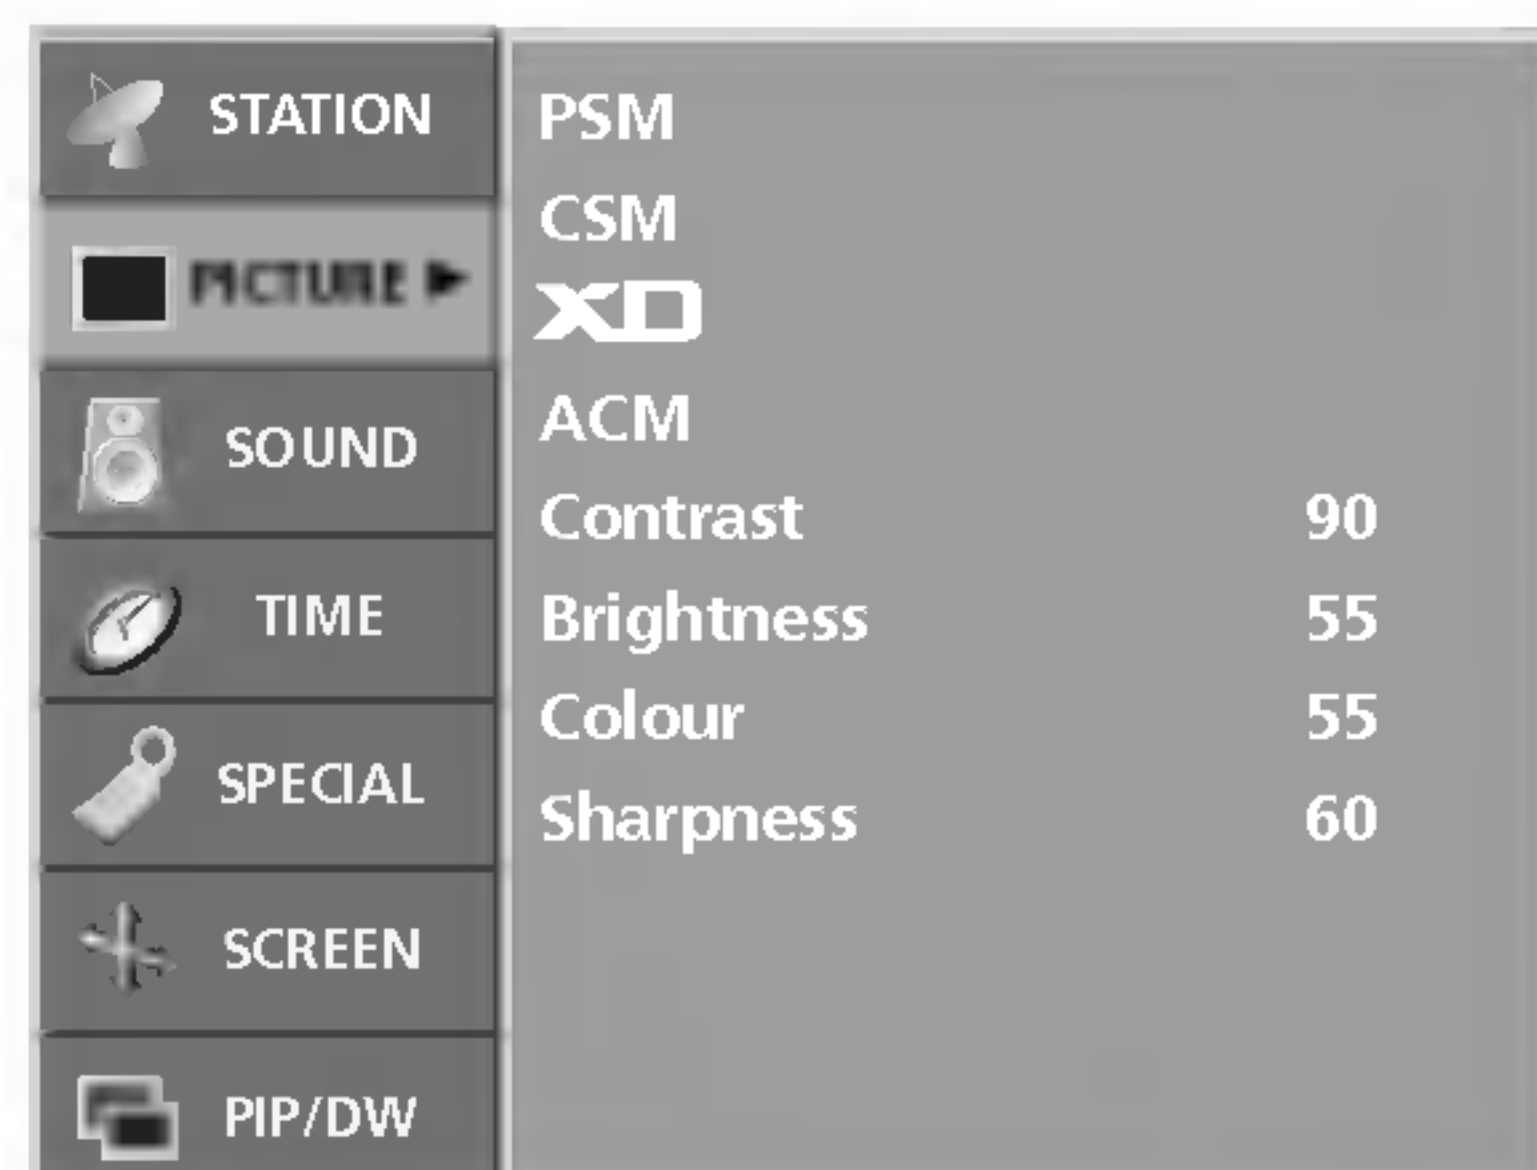 STATION
PICTURE ►
SOUND
TIME
SPECIAL
SCREEN
PIP/DW
PSM
CSM
XD
ACM
Contrast 90
Brightness 55
Colour 55
Sharpness 60